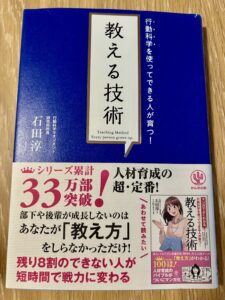 行動科学を使ってできる人が育つ！
教える技術
Teaching Method
石田 淳
かんき出版
シリーズ累計
33万部
突破！
人材育成の
超・定番！
部下や後輩が成長しないのは
あなたが「教え方」
をしらなかっただけ！
残り8割のできない人が
短時間で戦力に変わる
あわせて読みたい
教える技術